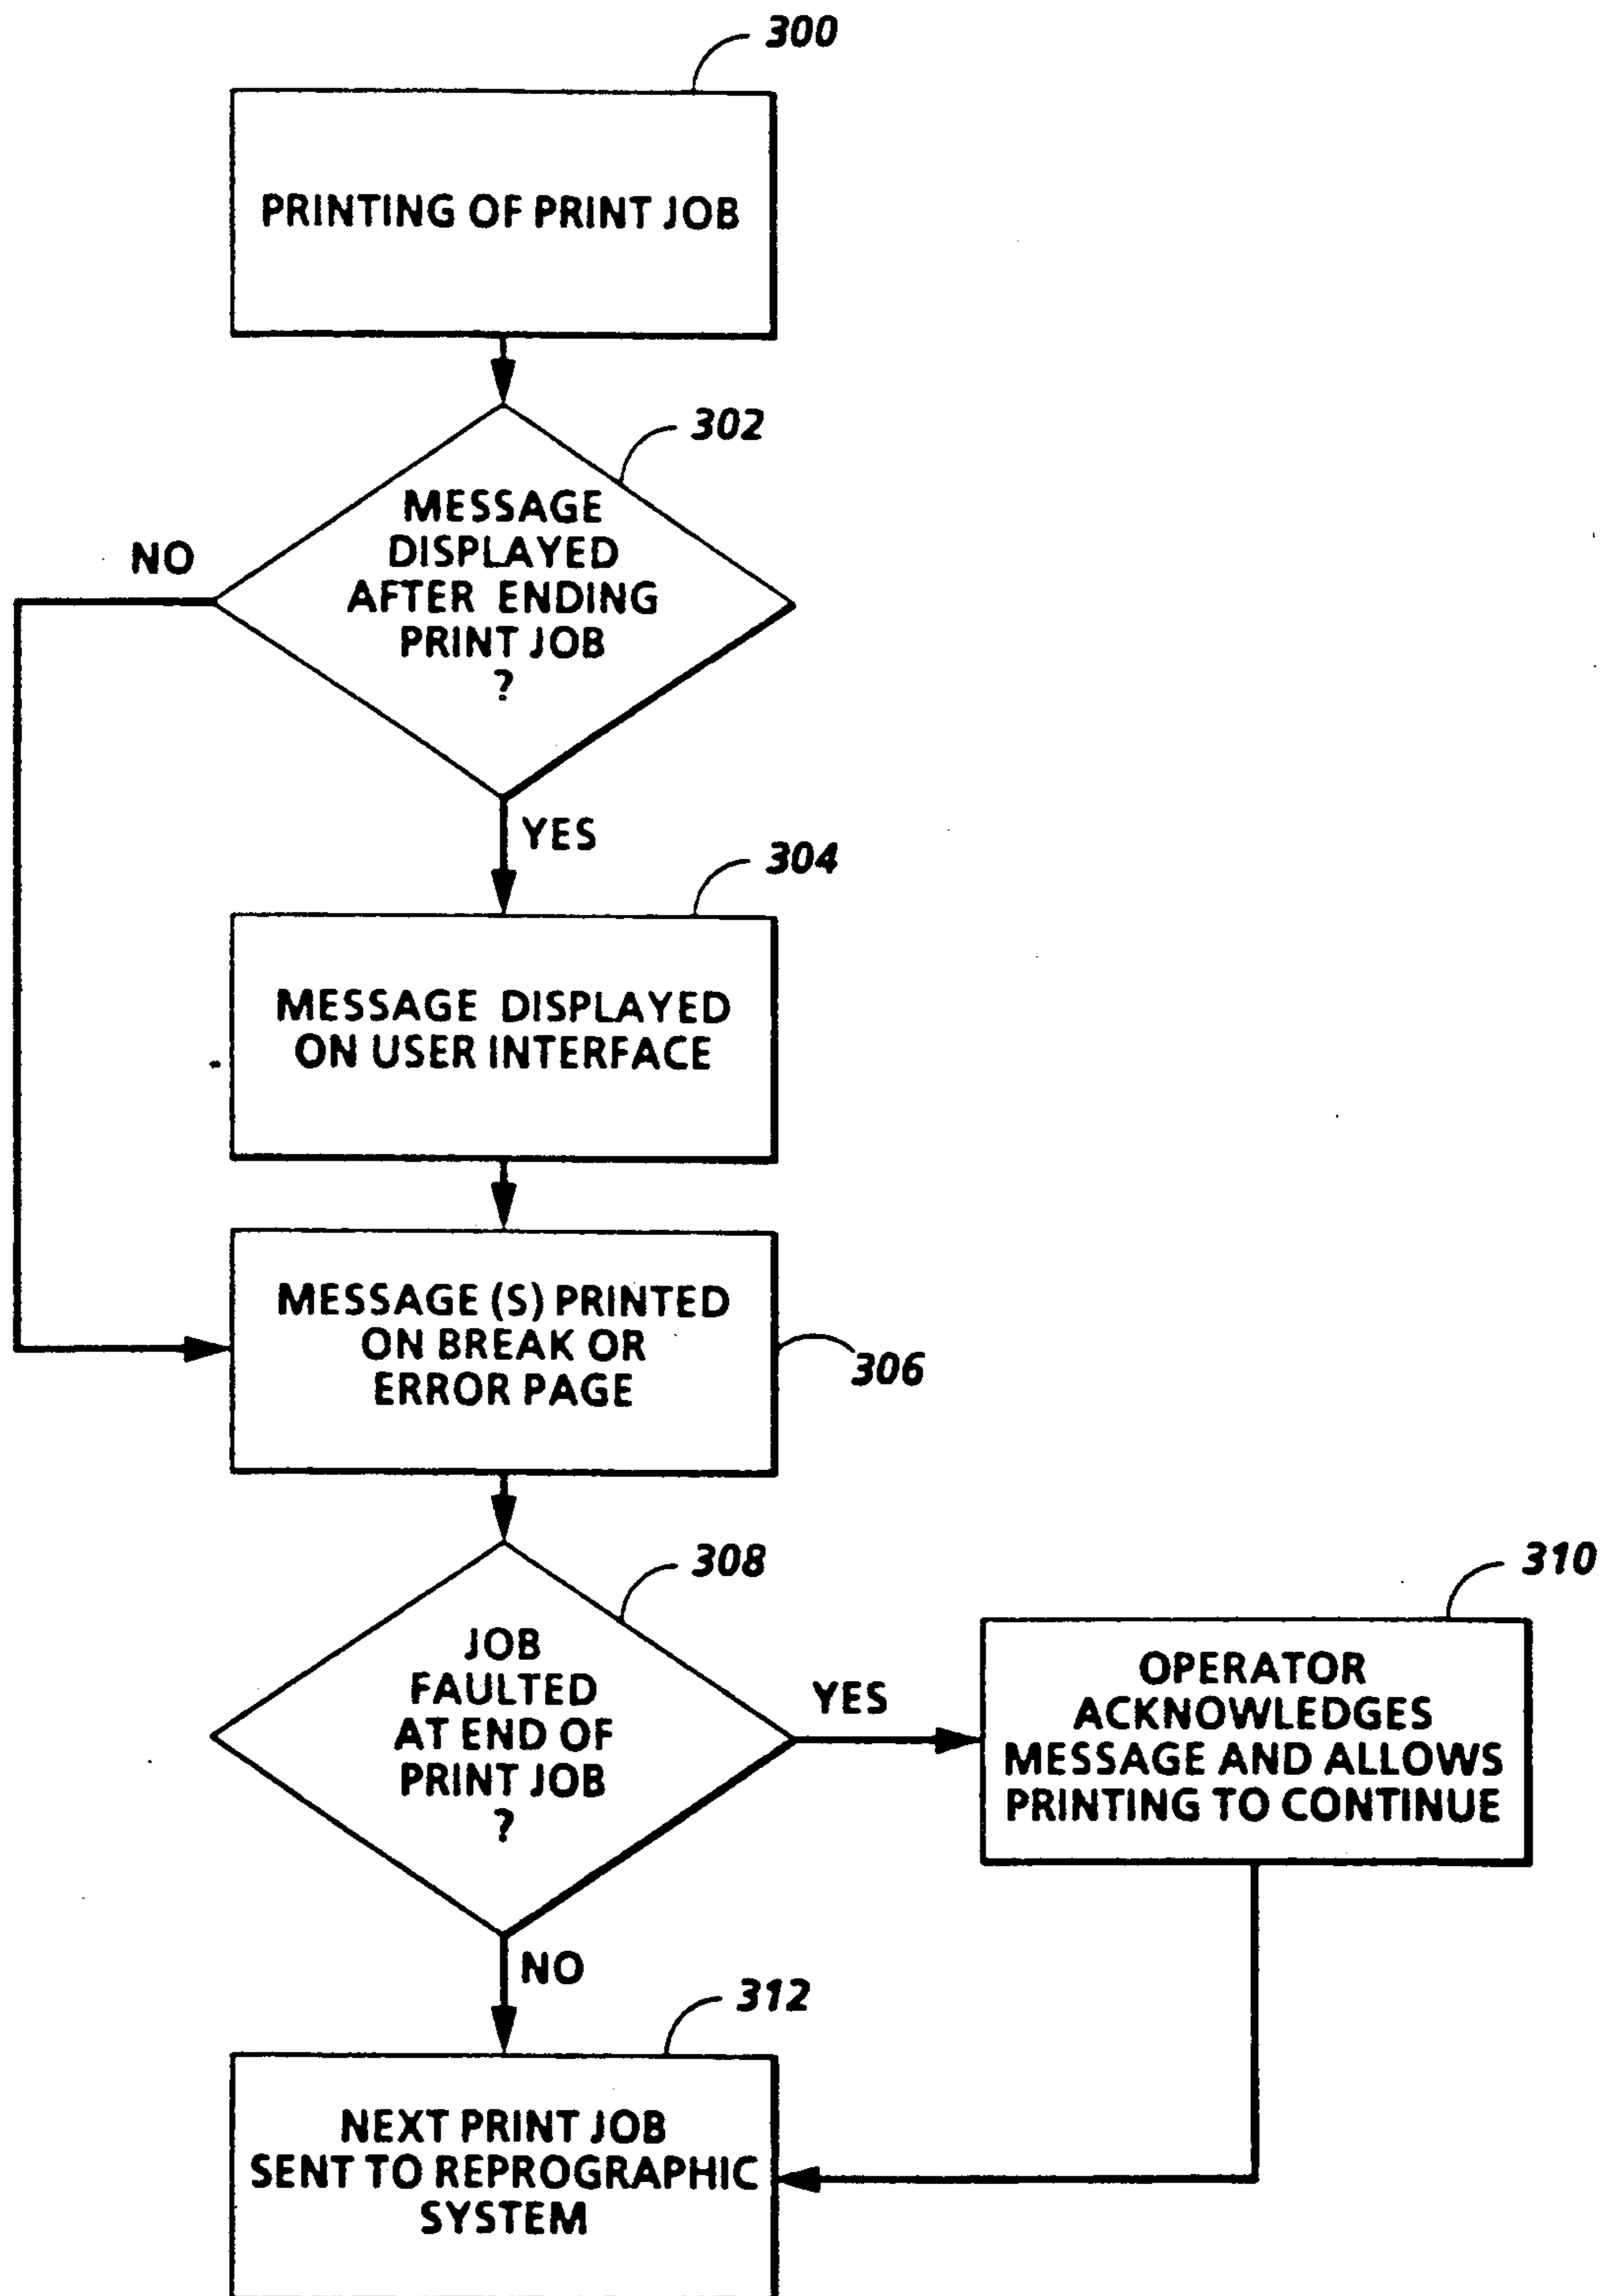 300
PRINTING OF PRINT JOB
302
MESSAGE
DISPLAYED
AFTER ENDING
PRINT JOB
?
NO
YES
304
MESSAGE DISPLAYED
ON USER INTERFACE
MESSAGE (S) PRINTED
ON BREAK OR
ERROR PAGE
306
308
JOB
FAULTED
AT END OF
PRINT JOB
?
YES
310
OPERATOR
ACKNOWLEDGES
MESSAGE AND ALLOWS
PRINTING TO CONTINUE
NO
312
NEXT PRINT JOB
SENT TO REPROGRAPHIC
SYSTEM